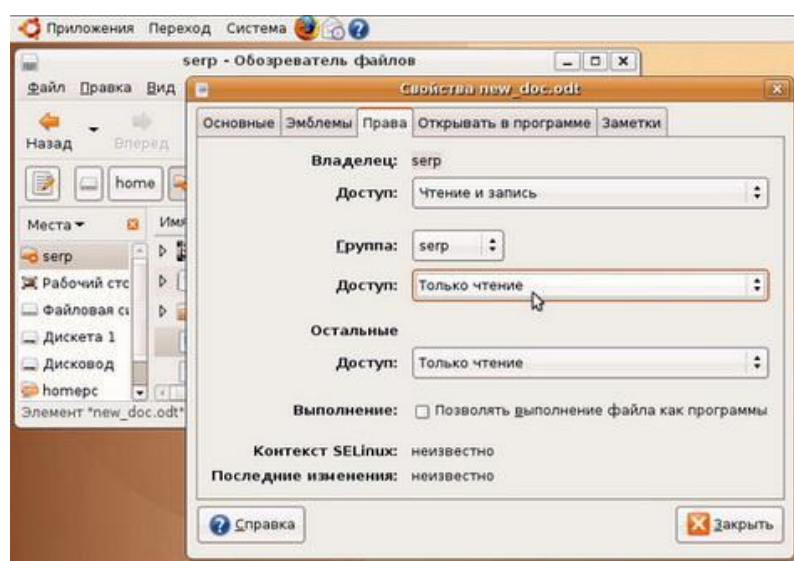 Приложения Переход Система
serp - Обозреватель файлов
Файл Правка Вид
Назад Вперед
home
Места Имя
serp
Рабочий стс
Файловая си
Дискета 1
Дисковод
homepc
Элемент "new_doc.odt"
Свойства new_doc.odt
Основные Эмблемы Права Открывать в программе Заметки
Владелец: serp
Доступ: Чтение и запись
Группа: serp
Доступ: Только чтение
Остальные
Доступ: Только чтение
Выполнение: Позволять выполнение файла как программы
Контекст SELinux: неизвестно
Последние изменения: неизвестно
Справка Закрыть